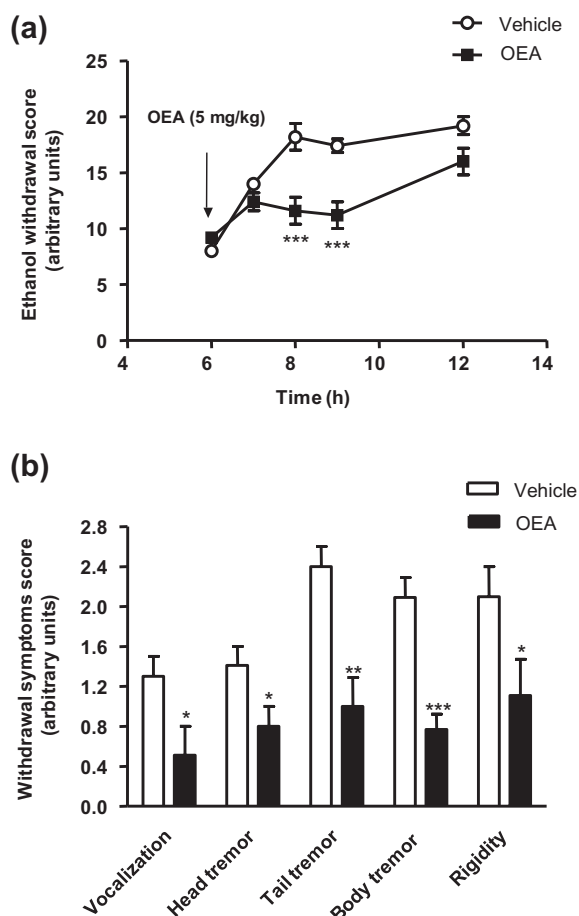 (a)
Vehicle
OEA
OEA (5 mg/kg)
Ethanol withdrawal score
(arbitrary units)
25
20
15
10
5
0
***
***
4
6
8
10
12
14
Time (h)
(b)
Vehicle
OEA
Withdrawal symptoms score
(arbitrary units)
2.8
2.4
2.0
1.6
1.2
0.8
0.4
0.0
*
*
**
***
*
Vocalization
Head tremor
Tail tremor
Body tremor
Rigidity